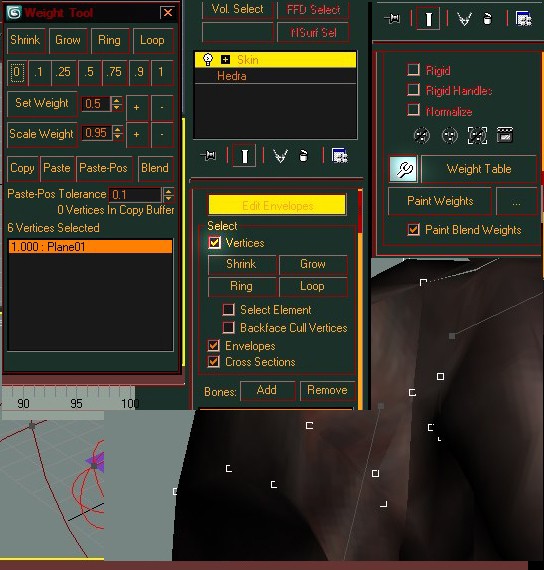 Weight Tool
Shrink Grow Ring Loop
0 .1 .25 .5 .75 .9 1
Set Weight 0.5 + -
Scale Weight 0.95 + -
Copy Paste Paste-Pos Blend
Paste-Pos Tolerance 0.1
0 Vertices In Copy Buffer
6 Vertices Selected
1.000 : Plane01
90 95 100
Vol. Select FFD Select
NSurf Sel
Skin
Hedra
Edit Envelopes
Select
Vertices
Shrink Grow
Ring Loop
Select Element
Backface Cull Vertices
Envelopes
Cross Sections
Bones: Add Remove
Rigid
Rigid Handles
Normalize
Weight Table
Paint Weights ...
Paint Blend Weights